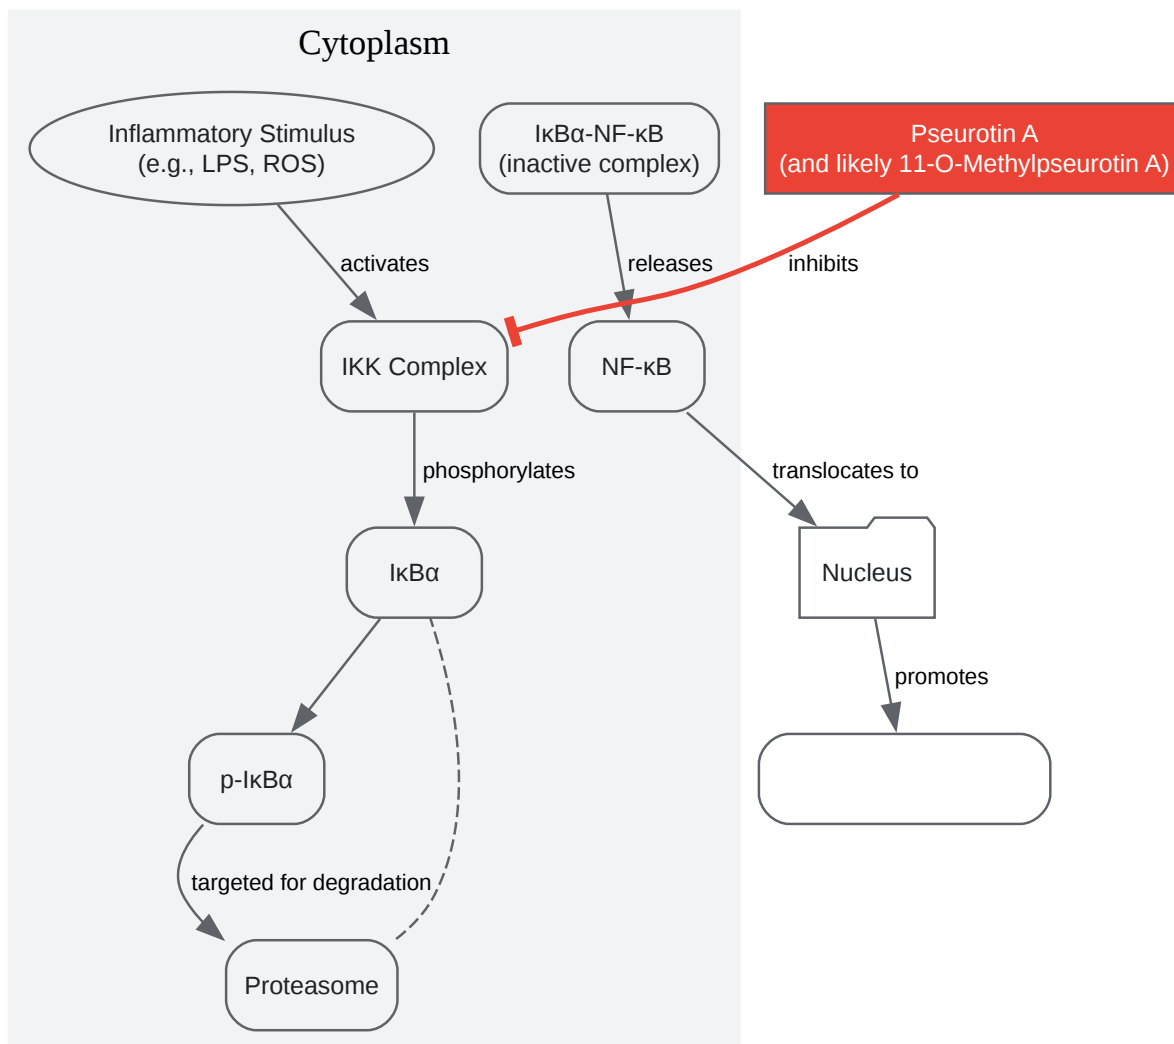 Cytoplasm
Inflammatory Stimulus
(e.g., LPS, ROS)
IκBα-NF-κB
(inactive complex)
Pseurotin A
(and likely 11-O-Methylpseurotin A)
activates
releases
inhibits
IKK Complex
NF-κB
phosphorylates
translocates to
IκBα
Nucleus
promotes
p-IκBα
targeted for degradation
Proteasome